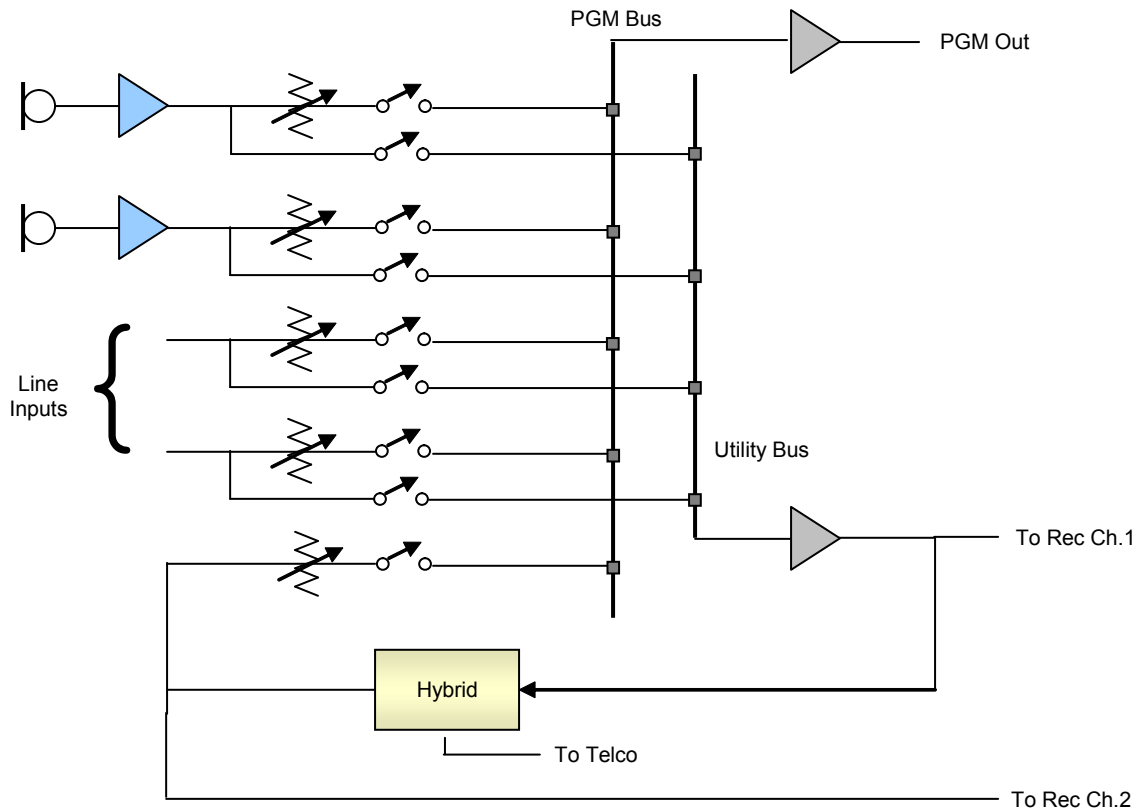 PGM Bus
PGM Out
Line
Inputs
Utility Bus
To Rec Ch.1
Hybrid
To Telco
To Rec Ch.2